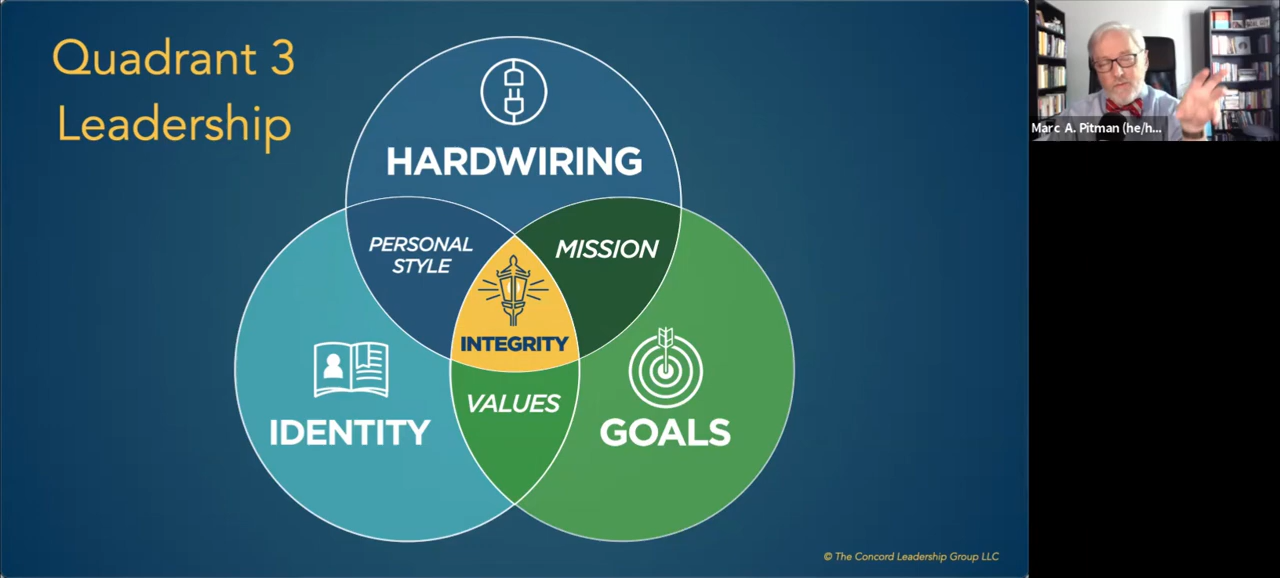 Quadrant 3
Leadership
HARDWIRING
PERSONAL
STYLE
MISSION
INTEGRITY
VALUES
IDENTITY
GOALS
© The Concord Leadership Group LLC
Marc A. Pitman (he/h...